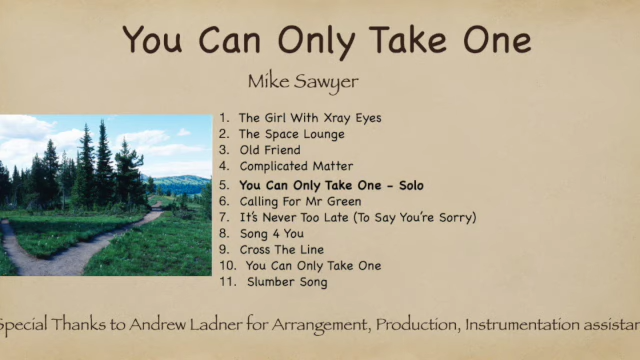 You Can Only Take One
Mike Sawyer
1. The Girl With Xray Eyes
2. The Space Lounge
3. Old Friend
4. Complicated Matter
5. You Can Only Take One - Solo
6. Calling For Mr Green
7. It's Never Too Late (To Say You're Sorry)
8. Song 4 You
9. Cross The Line
10. You Can Only Take One
11. Slumber Song
Special Thanks to Andrew Ladner for Arrangement, Production, Instrumentation assistan